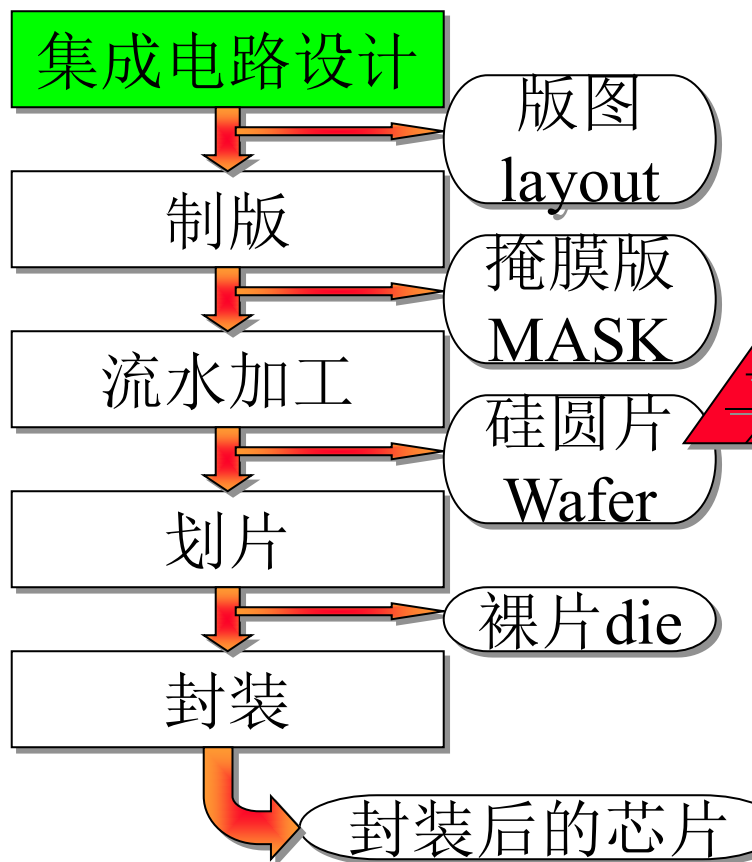 集成电路设计
版图
layout
制版
掩膜版
MASK
流水加工
硅圆片
Wafer
划片
裸片die
封装
封装后的芯片